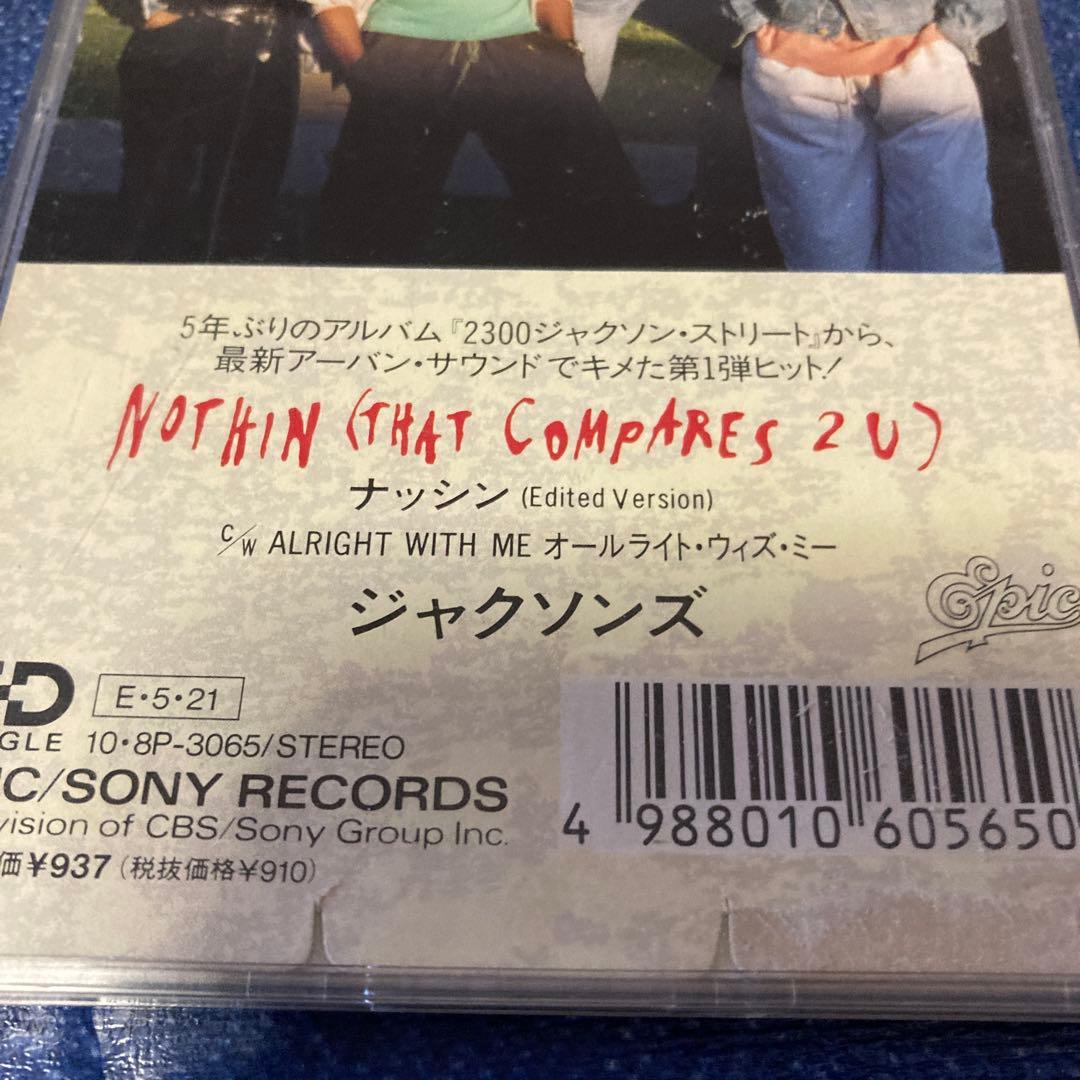 5年ぶりのアルバム『2300ジャクソン・ストリート』から、
最新アーバン・サウンドでキメた第1弾ヒット!
NOTHIN (THAT COMPARES 2 U)
ナッシン (Edited Version)
c/w ALRIGHT WITH ME オールライト・ウィズ・ミー
ジャクソンズ
Epic
E・5・21
GLE 10・8P-3065/STEREO
IC/SONY RECORDS
vision of CBS/Sony Group Inc.
価¥937 (税抜価格¥910)
4 988010 605650